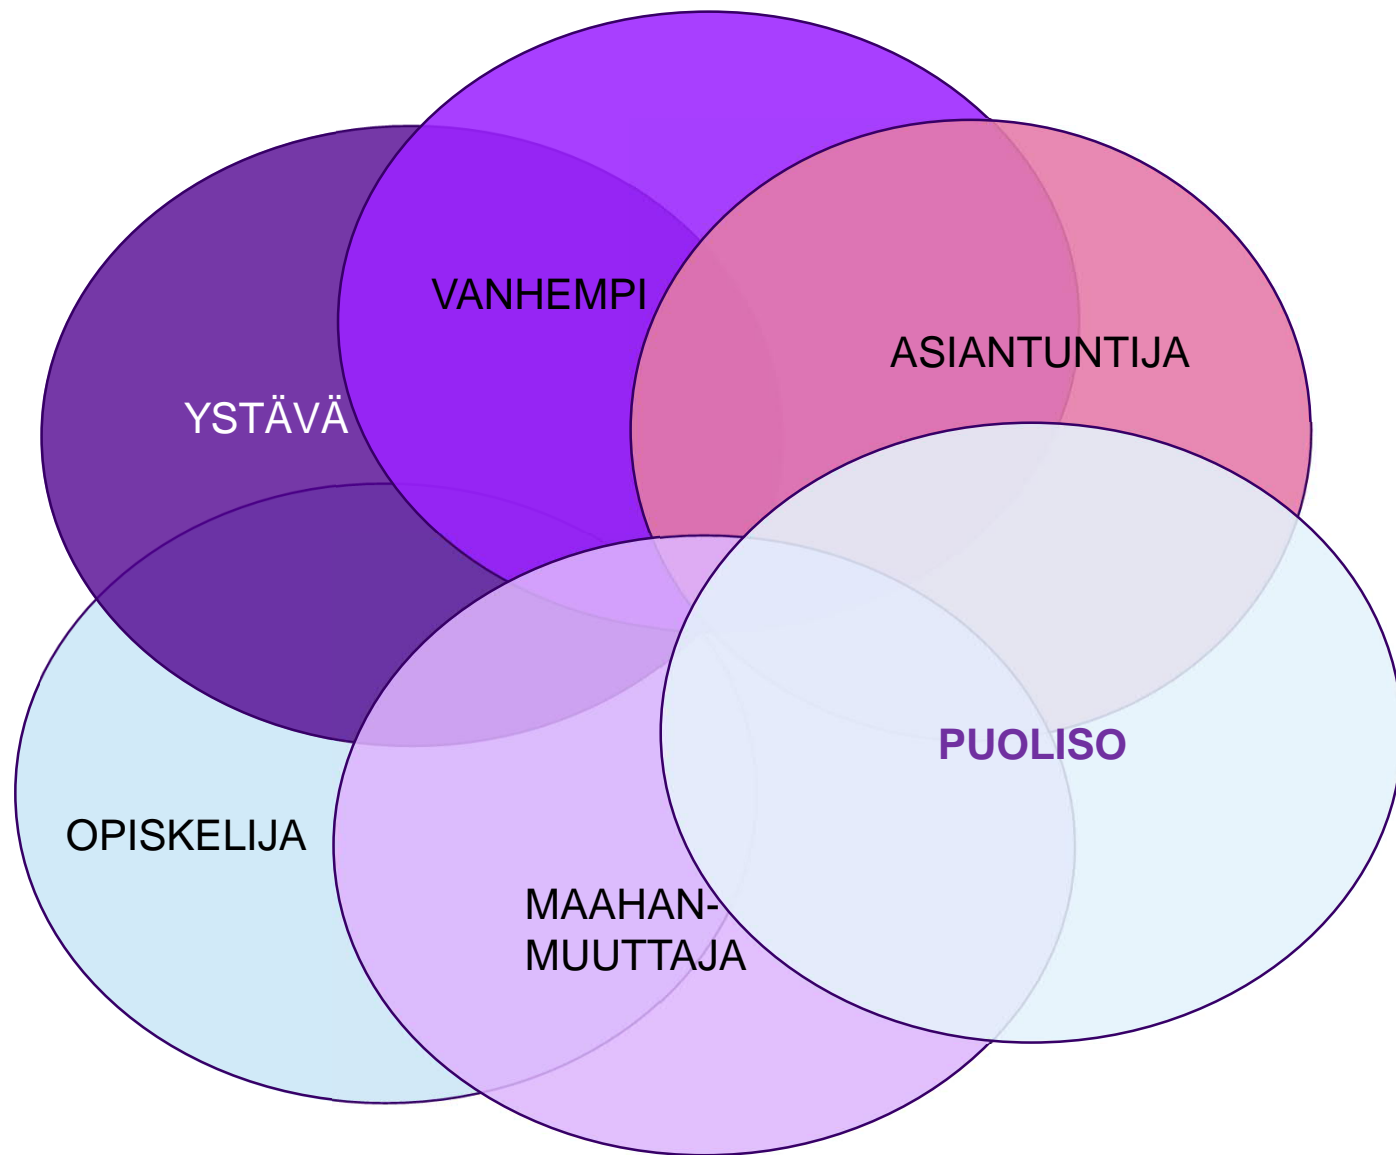 VANHEMPI
ASIANTUNTIJA
YSTÄVÄ
PUOLISO
OPISKELIJA
MAAHAN-
MUUTTAJA